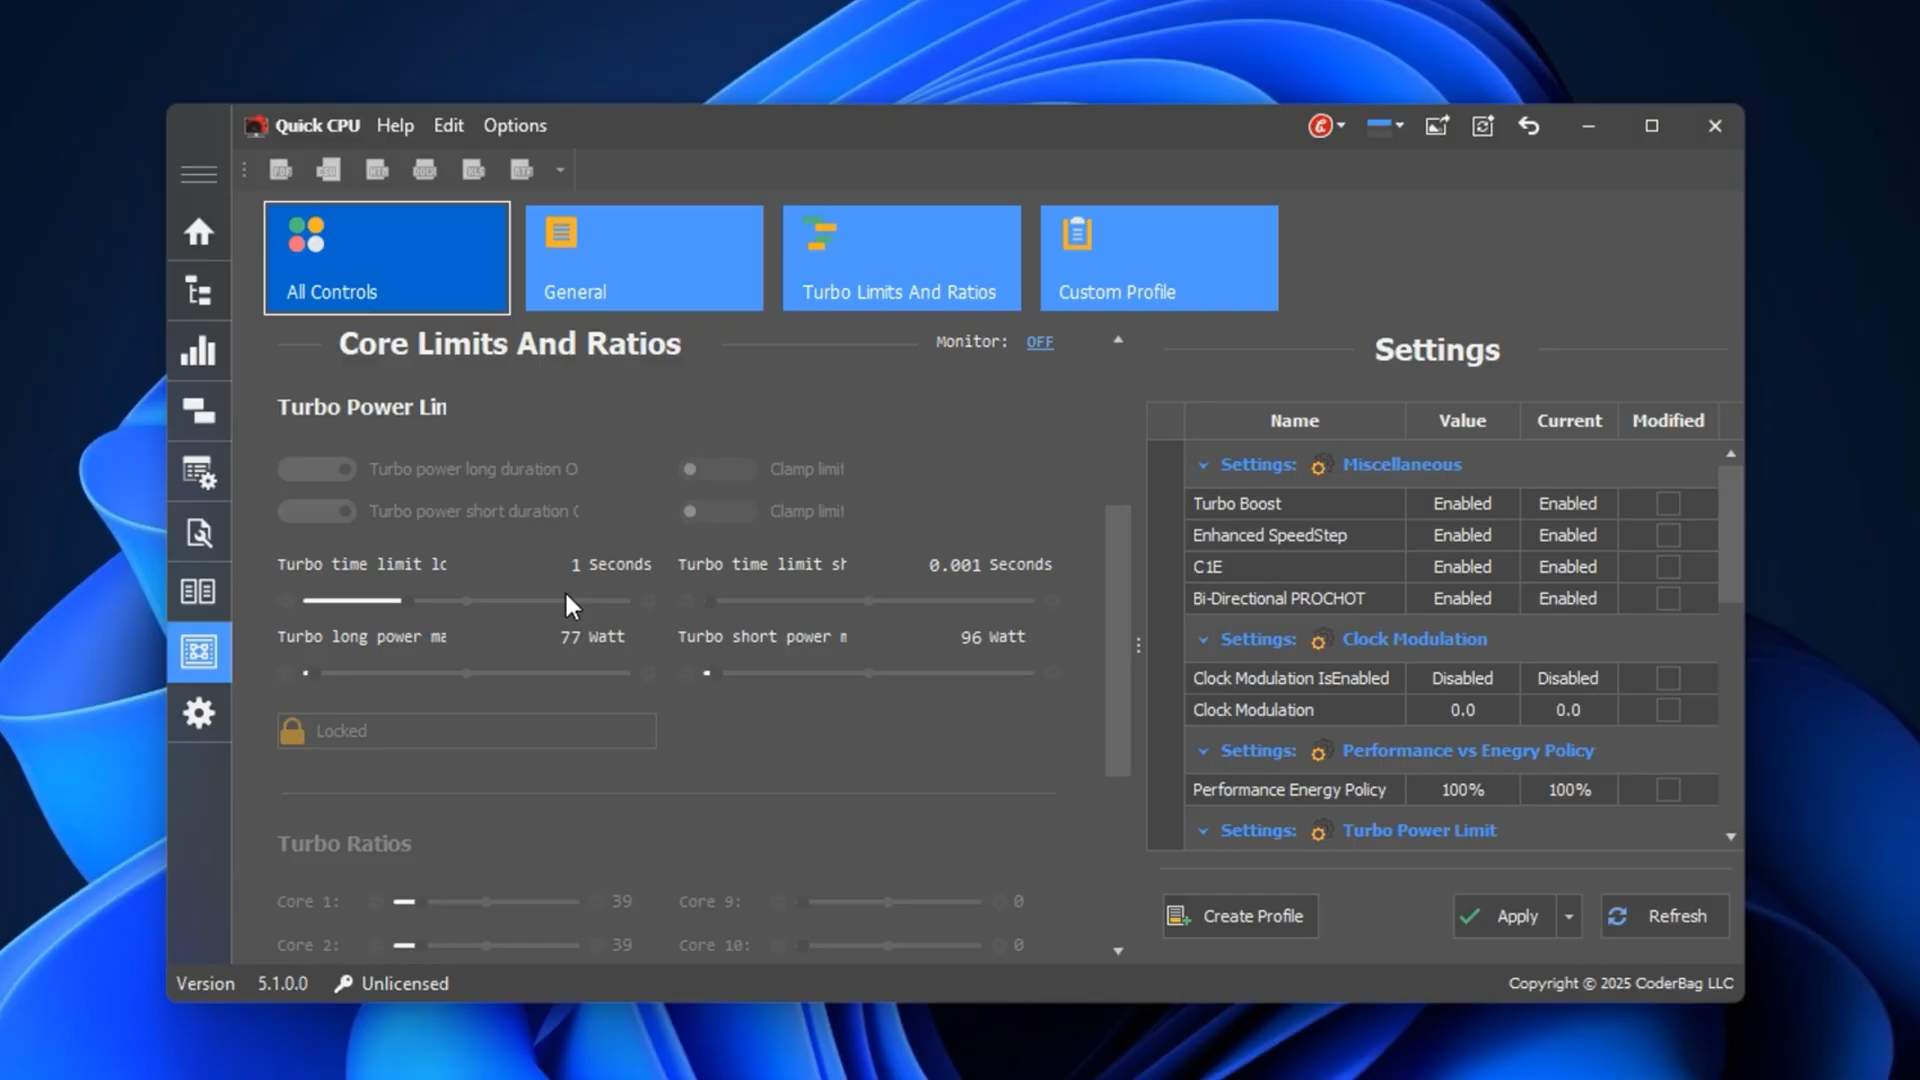 Quick CPU Help Edit Options
All Controls
General
Turbo Limits And Ratios
Custom Profile
Core Limits And Ratios
Monitor: OFF
Turbo Power Lin
Turbo power long duration O
Clamp limit
Turbo power short duration
Clamp limit
Turbo time limit lo
1 Seconds
Turbo time limit sh
0.001 Seconds
Turbo long power ma
77 Watt
Turbo short power m
96 Watt
Locked
Turbo Ratios
Core 1: 39
Core 9: 0
Core 2: 39
Core 10: 0
Settings
Name Value Current Modified
Settings: Miscellaneous
Turbo Boost Enabled Enabled
Enhanced SpeedStep Enabled Enabled
C1E Enabled Enabled
Bi-Directional PROCHOT Enabled Enabled
Settings: Clock Modulation
Clock Modulation IsEnabled Disabled Disabled
Clock Modulation 0.0 0.0
Settings: Performance vs Enegry Policy
Performance Energy Policy 100% 100%
Settings: Turbo Power Limit
Create Profile
Apply
Refresh
Version 5.1.0.0 Unlicensed
Copyright © 2025 CoderBag LLC